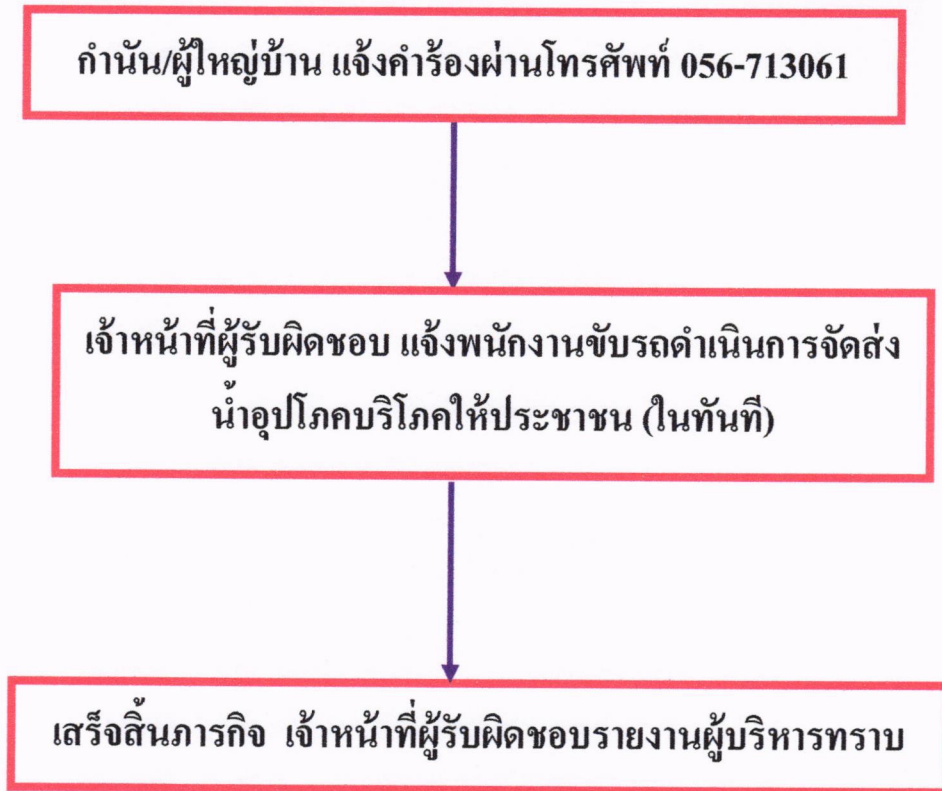 กำนัน/ผู้ใหญ่บ้าน แจ้งคำร้องผ่านโทรศัพท์ 056-713061
เจ้าหน้าที่ผู้รับผิดชอบ แจ้งพนักงานขับรถดำเนินการจัดส่ง
น้ำอุปโภคบริโภคให้ประชาชน (ในทันที)
เสร็จสิ้นภารกิจ เจ้าหน้าที่ผู้รับผิดชอบรายงานผู้บริหารทราบ